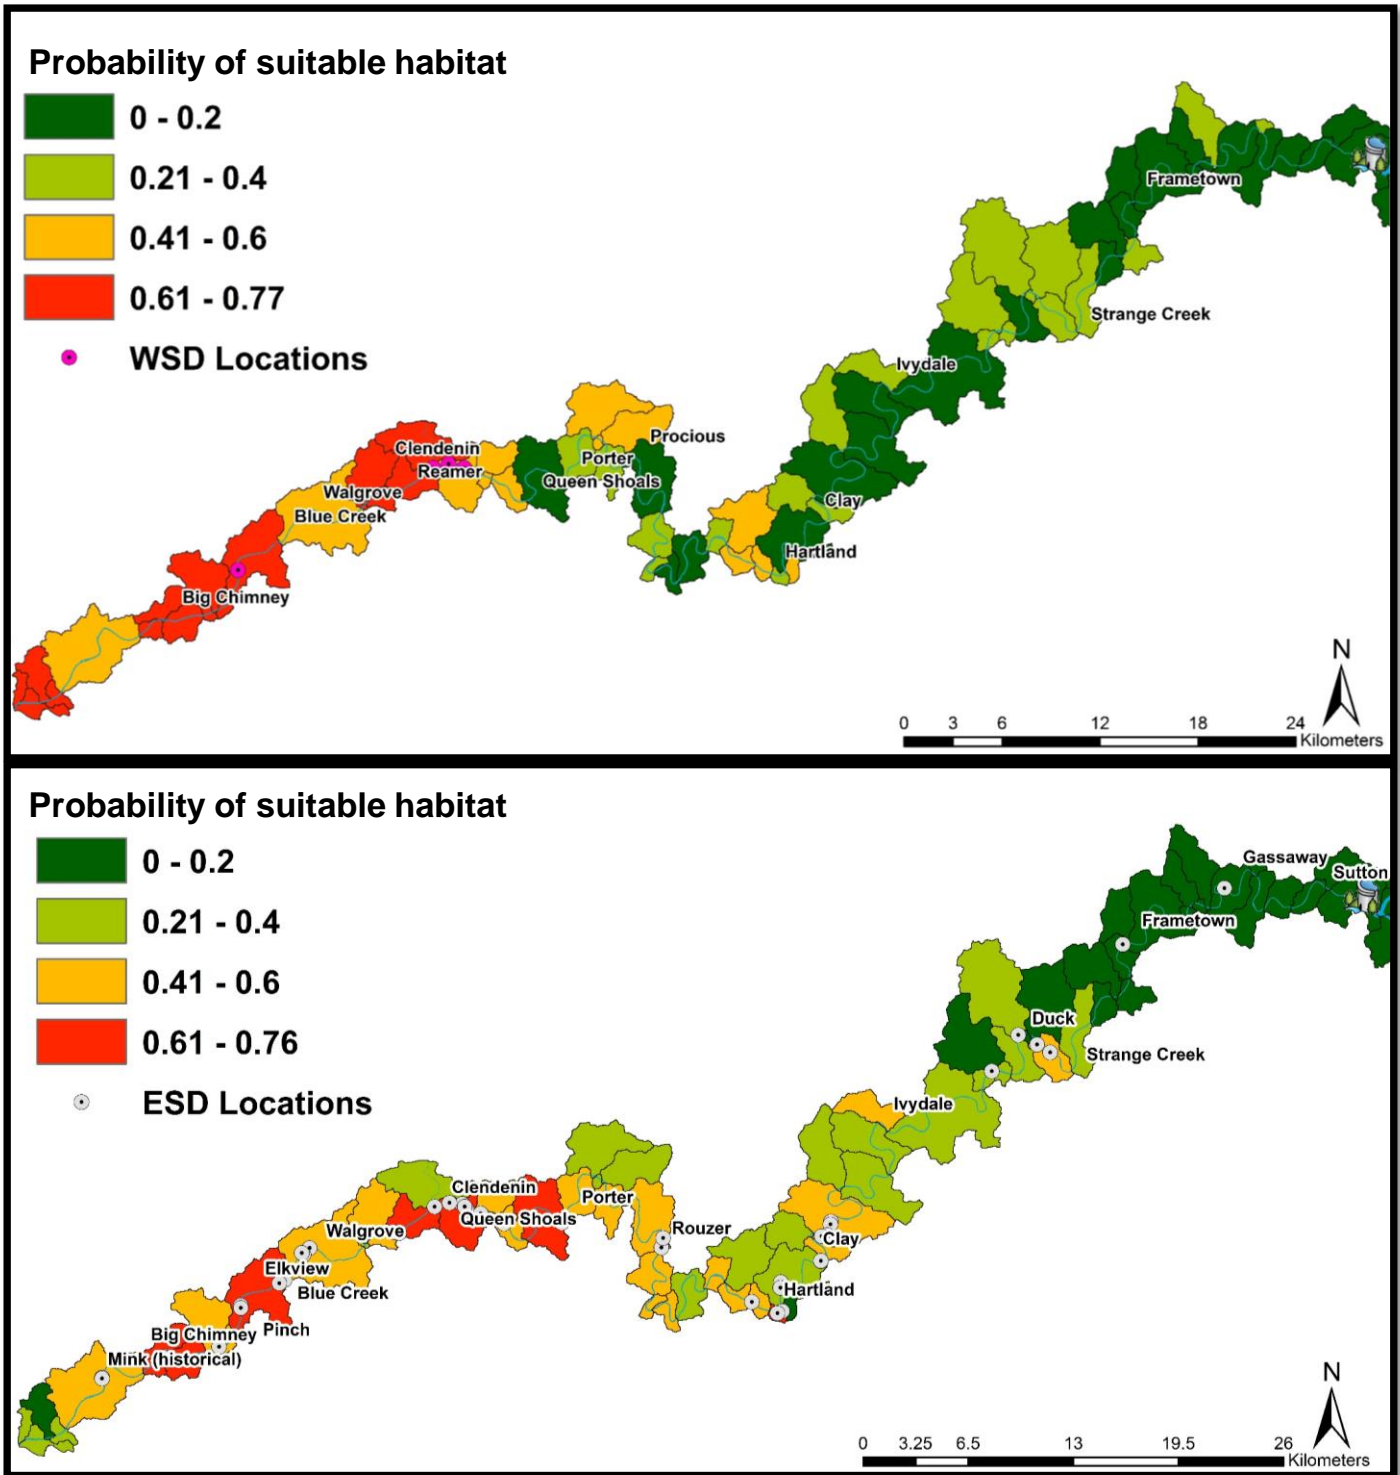 Probability of suitable habitat
0 - 0.2
0.21 - 0.4
0.41 - 0.6
0.61 - 0.77
WSD Locations
Frametown
Strange Creek
Ivydale
Procious
Clendenin
Porter
Reamer
Queen Shoals
Walgrove
Clay
Blue Creek
Hartland
Big Chimney
N
0 3 6 12 18 24
Kilometers
Probability of suitable habitat
0 - 0.2
0.21 - 0.4
0.41 - 0.6
0.61 - 0.76
ESD Locations
Gassaway
Sutton
Frametown
Duck
Strange Creek
Ivydale
Clendenin
Porter
Queen Shoals
Rouzer
Walgrove
Clay
Elkview
Hartland
Blue Creek
Pinch
Big Chimney
Mink (historical)
N
0 3.25 6.5 13 19.5 26
Kilometers